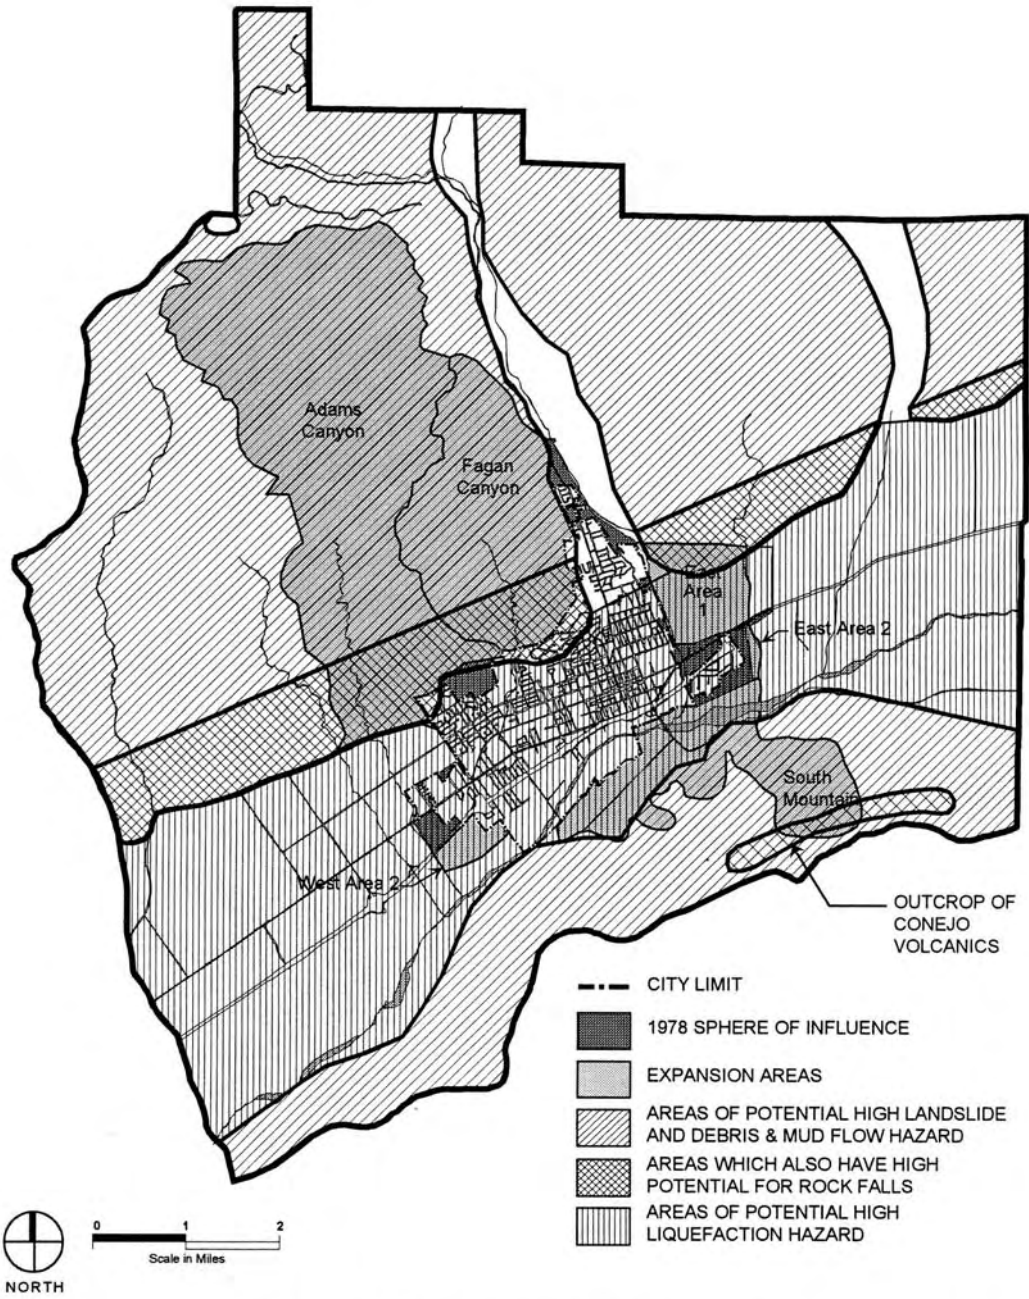 Adams
Canyon
Fagan
Canyon
East
Area
1
East Area 2
South
Mountain
West Area 2
OUTCROP OF
CONEJO
VOLCANICS
CITY LIMIT
1978 SPHERE OF INFLUENCE
EXPANSION AREAS
AREAS OF POTENTIAL HIGH LANDSLIDE
AND DEBRIS & MUD FLOW HAZARD
AREAS WHICH ALSO HAVE HIGH
POTENTIAL FOR ROCK FALLS
AREAS OF POTENTIAL HIGH
LIQUEFACTION HAZARD
0 1 2
Scale in Miles
NORTH